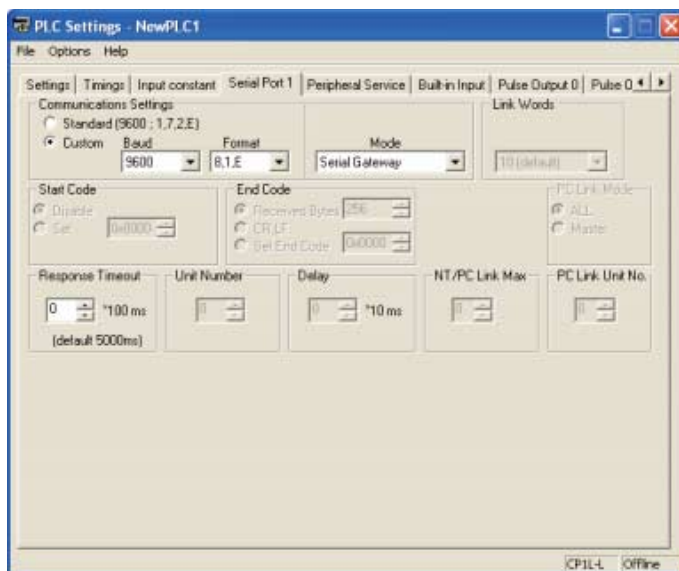 PLC Settings - NewPLC1
File Options Help
Settings Timings Input constant Serial Port 1 Peripheral Service Built-in Input Pulse Output 0 Pulse O
Communications Settings Link Words
Standard (9600 ; 1,7,2,E)
Custom Baud Format Mode
9600 8,1,E Serial Gateway 10 (default)
Start Code End Code PC Link Mode
Disable Received Bytes 256 ALL
Set 0x0000 CR,LF Master
Set End Code 0x0000
Response Timeout Unit Number Delay NT/PC Link Max PC Link Unit No.
0 *100 ms 0 0 *10 ms 0 0
(default 5000ms)
CP1L-L Offline